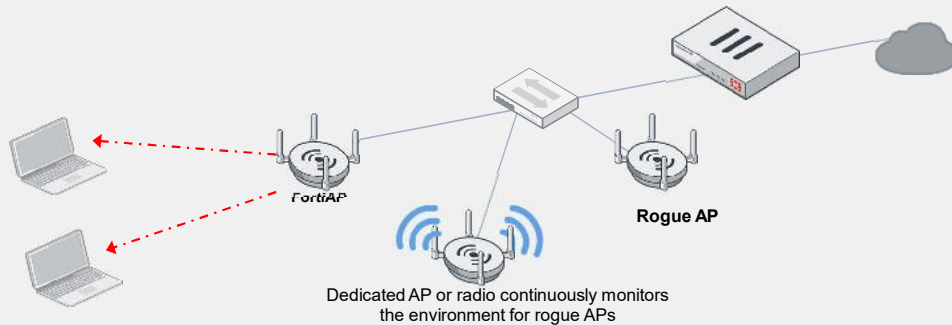 FortiAP
Rogue AP
Dedicated AP or radio continuously monitors
the environment for rogue APs